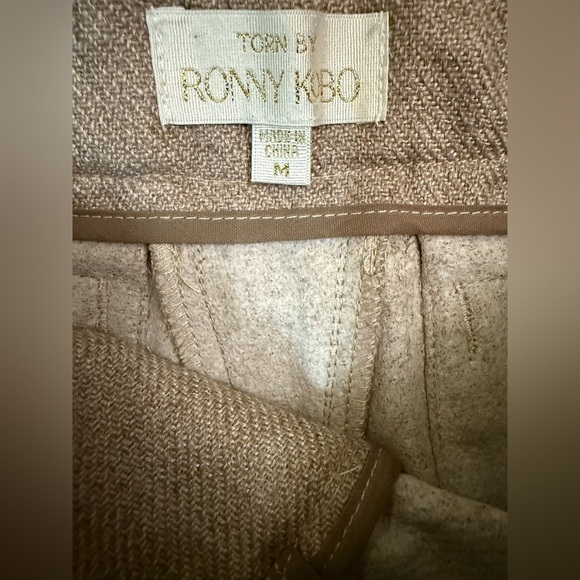 TORN BY
RONNY KOBO
MADE IN
CHINA
M